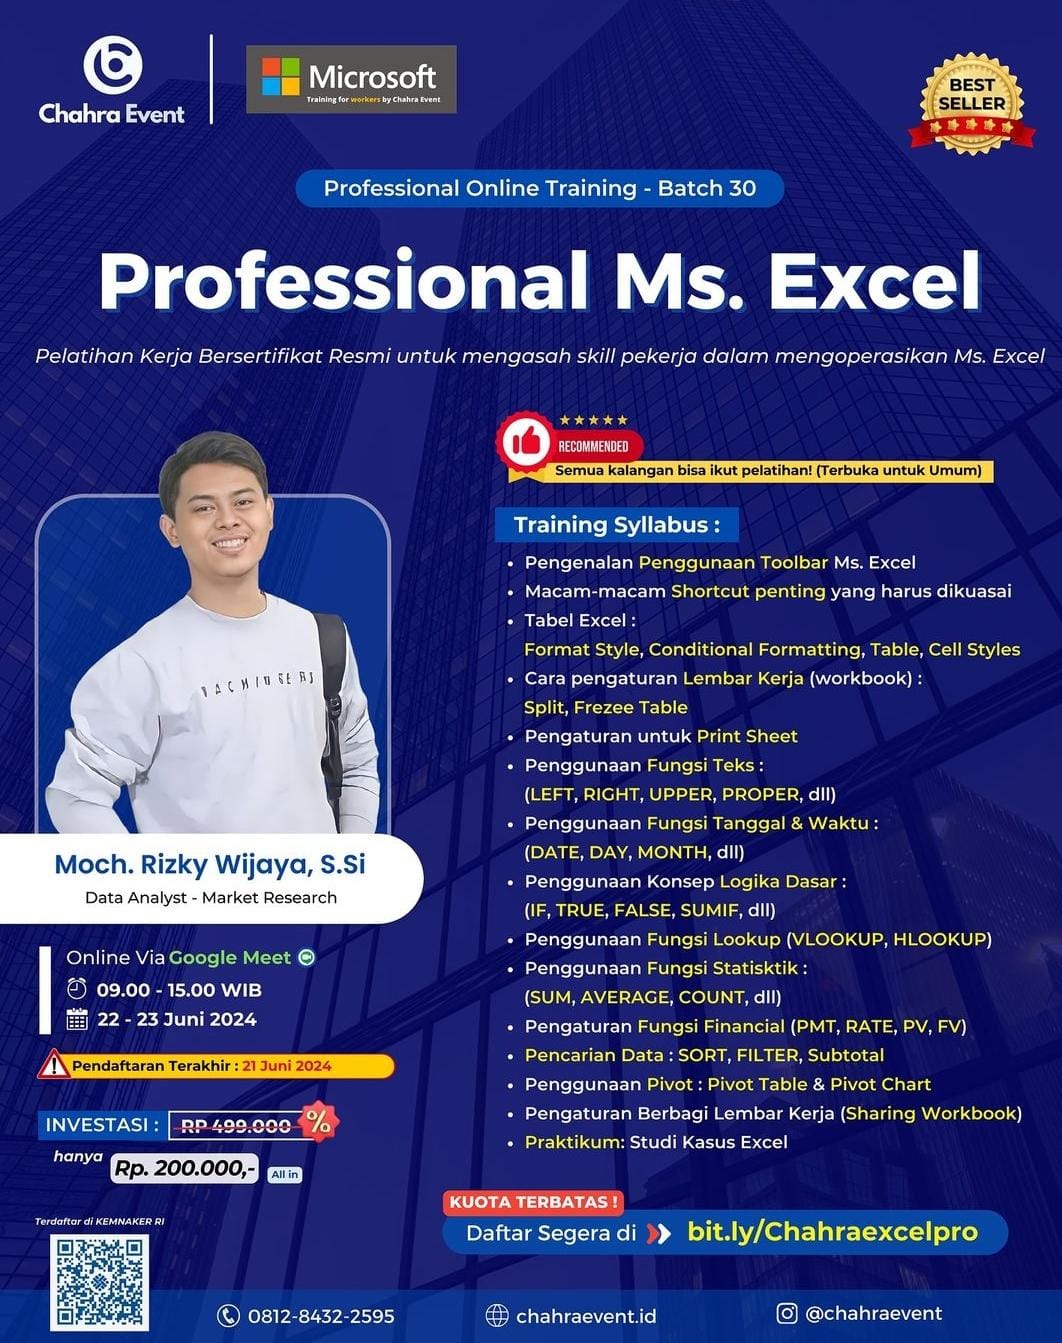 Chahra Event
Microsoft
Training for workers by Chahra Event
BEST
SELLER
Professional Online Training - Batch 30
Professional Ms. Excel
Pelatihan Kerja Bersertifikat Resmi untuk mengasah skill pekerja dalam mengoperasikan Ms. Excel
RECOMMENDED
Semua kalangan bisa ikut pelatihan! (Terbuka untuk Umum)
Training Syllabus :
• Pengenalan Penggunaan Toolbar Ms. Excel
• Macam-macam Shortcut penting yang harus dikuasai
• Tabel Excel :
Format Style, Conditional Formatting, Table, Cell Styles
• Cara pengaturan Lembar Kerja (workbook) :
Split, Frezee Table
• Pengaturan untuk Print Sheet
• Penggunaan Fungsi Teks :
(LEFT, RIGHT, UPPER, PROPER, dll)
• Penggunaan Fungsi Tanggal & Waktu :
(DATE, DAY, MONTH, dll)
• Penggunaan Konsep Logika Dasar :
(IF, TRUE, FALSE, SUMIF, dll)
• Penggunaan Fungsi Lookup (VLOOKUP, HLOOKUP)
• Penggunaan Fungsi Statisktik :
(SUM, AVERAGE, COUNT, dll)
• Pengaturan Fungsi Financial (PMT, RATE, PV, FV)
• Pencarian Data : SORT, FILTER, Subtotal
• Penggunaan Pivot : Pivot Table & Pivot Chart
• Pengaturan Berbagi Lembar Kerja (Sharing Workbook)
• Praktikum: Studi Kasus Excel
Moch. Rizky Wijaya, S.Si
Data Analyst - Market Research
Online Via Google Meet
09.00 - 15.00 WIB
22 - 23 Juni 2024
Pendaftaran Terakhir : 21 Juni 2024
INVESTASI : RP 499.000 %
hanya Rp. 200.000,- All in
KUOTA TERBATAS !
Daftar Segera di bit.ly/Chahraexcelpro
Terdaftar di KEMNAKER RI
0812-8432-2595
chahraevent.id
@chahraevent